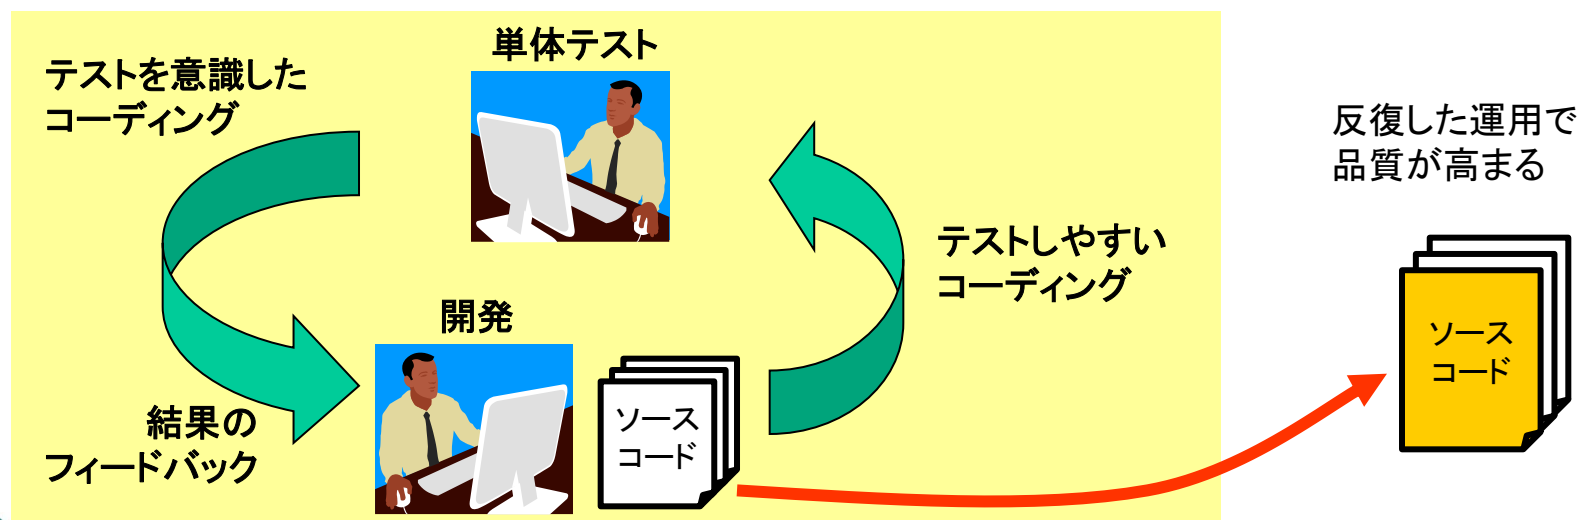 単体テスト
テストを意識した
コーディング
反復した運用で
品質が高まる
テストしやすい
コーディング
開発
結果の
フィードバック
ソース
コード
ソース
コード